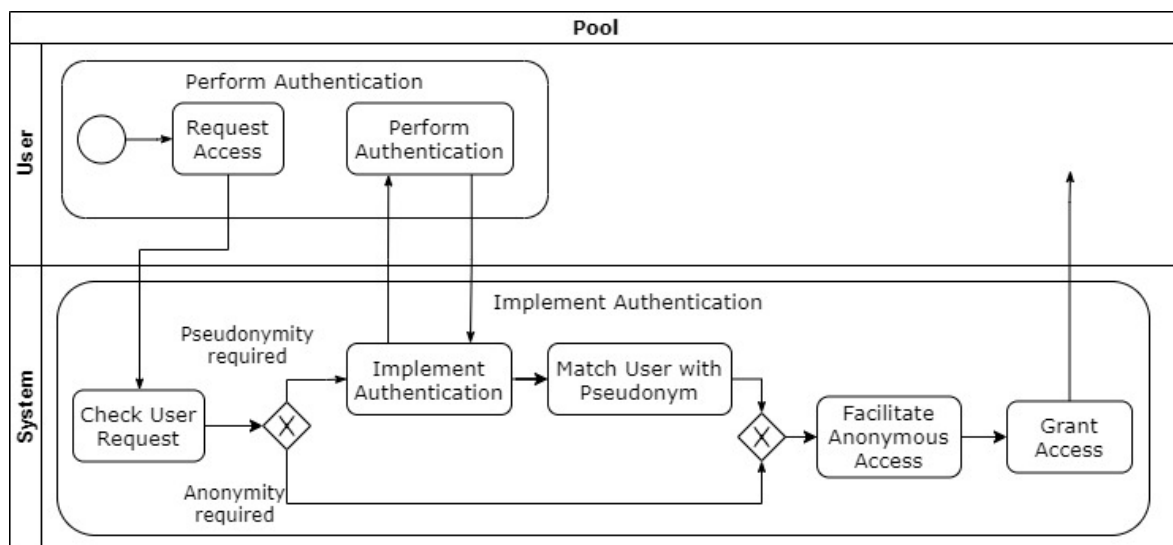 Pool
User
Perform Authentication
Request
Access
Perform
Authentication
System
Implement Authentication
Pseudonymity
required
Implement
Authentication
Match User with
Pseudonym
Check User
Request
X
X
Facilitate
Anonymous
Access
Grant
Access
Anonymity
required